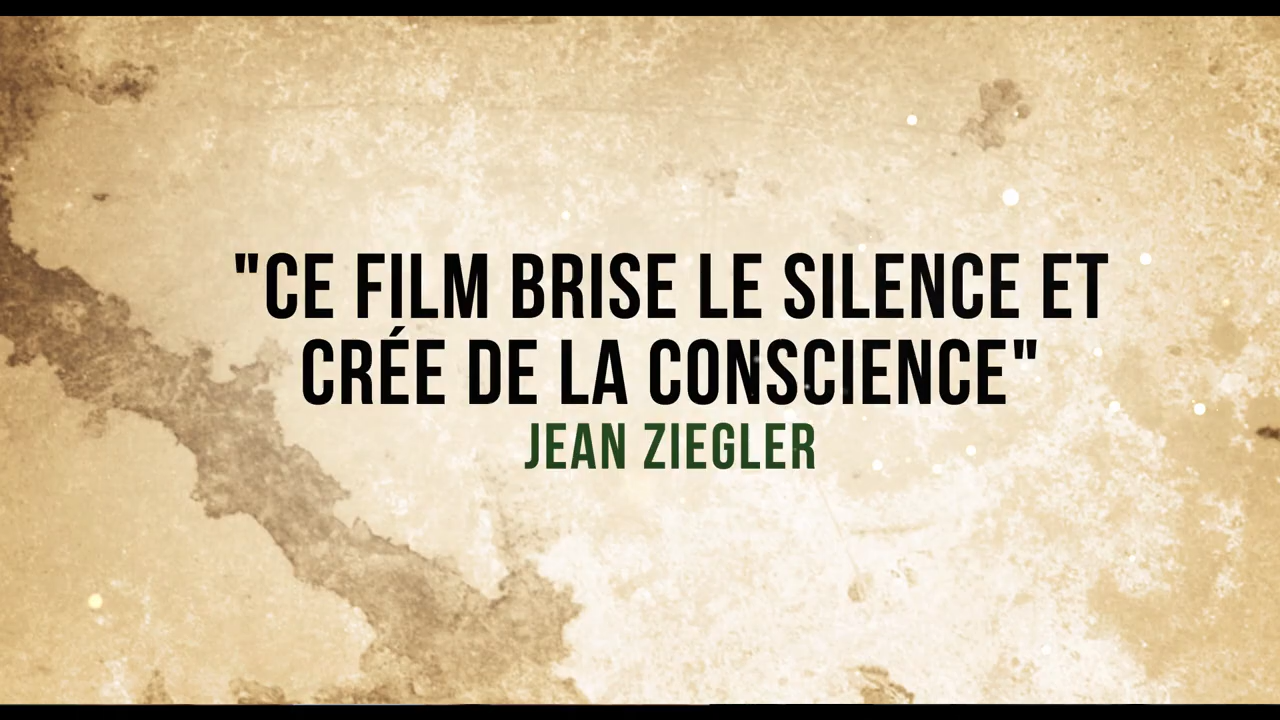 "CE FILM BRISE LE SILENCE ET
CRÉE DE LA CONSCIENCE"
JEAN ZIEGLER